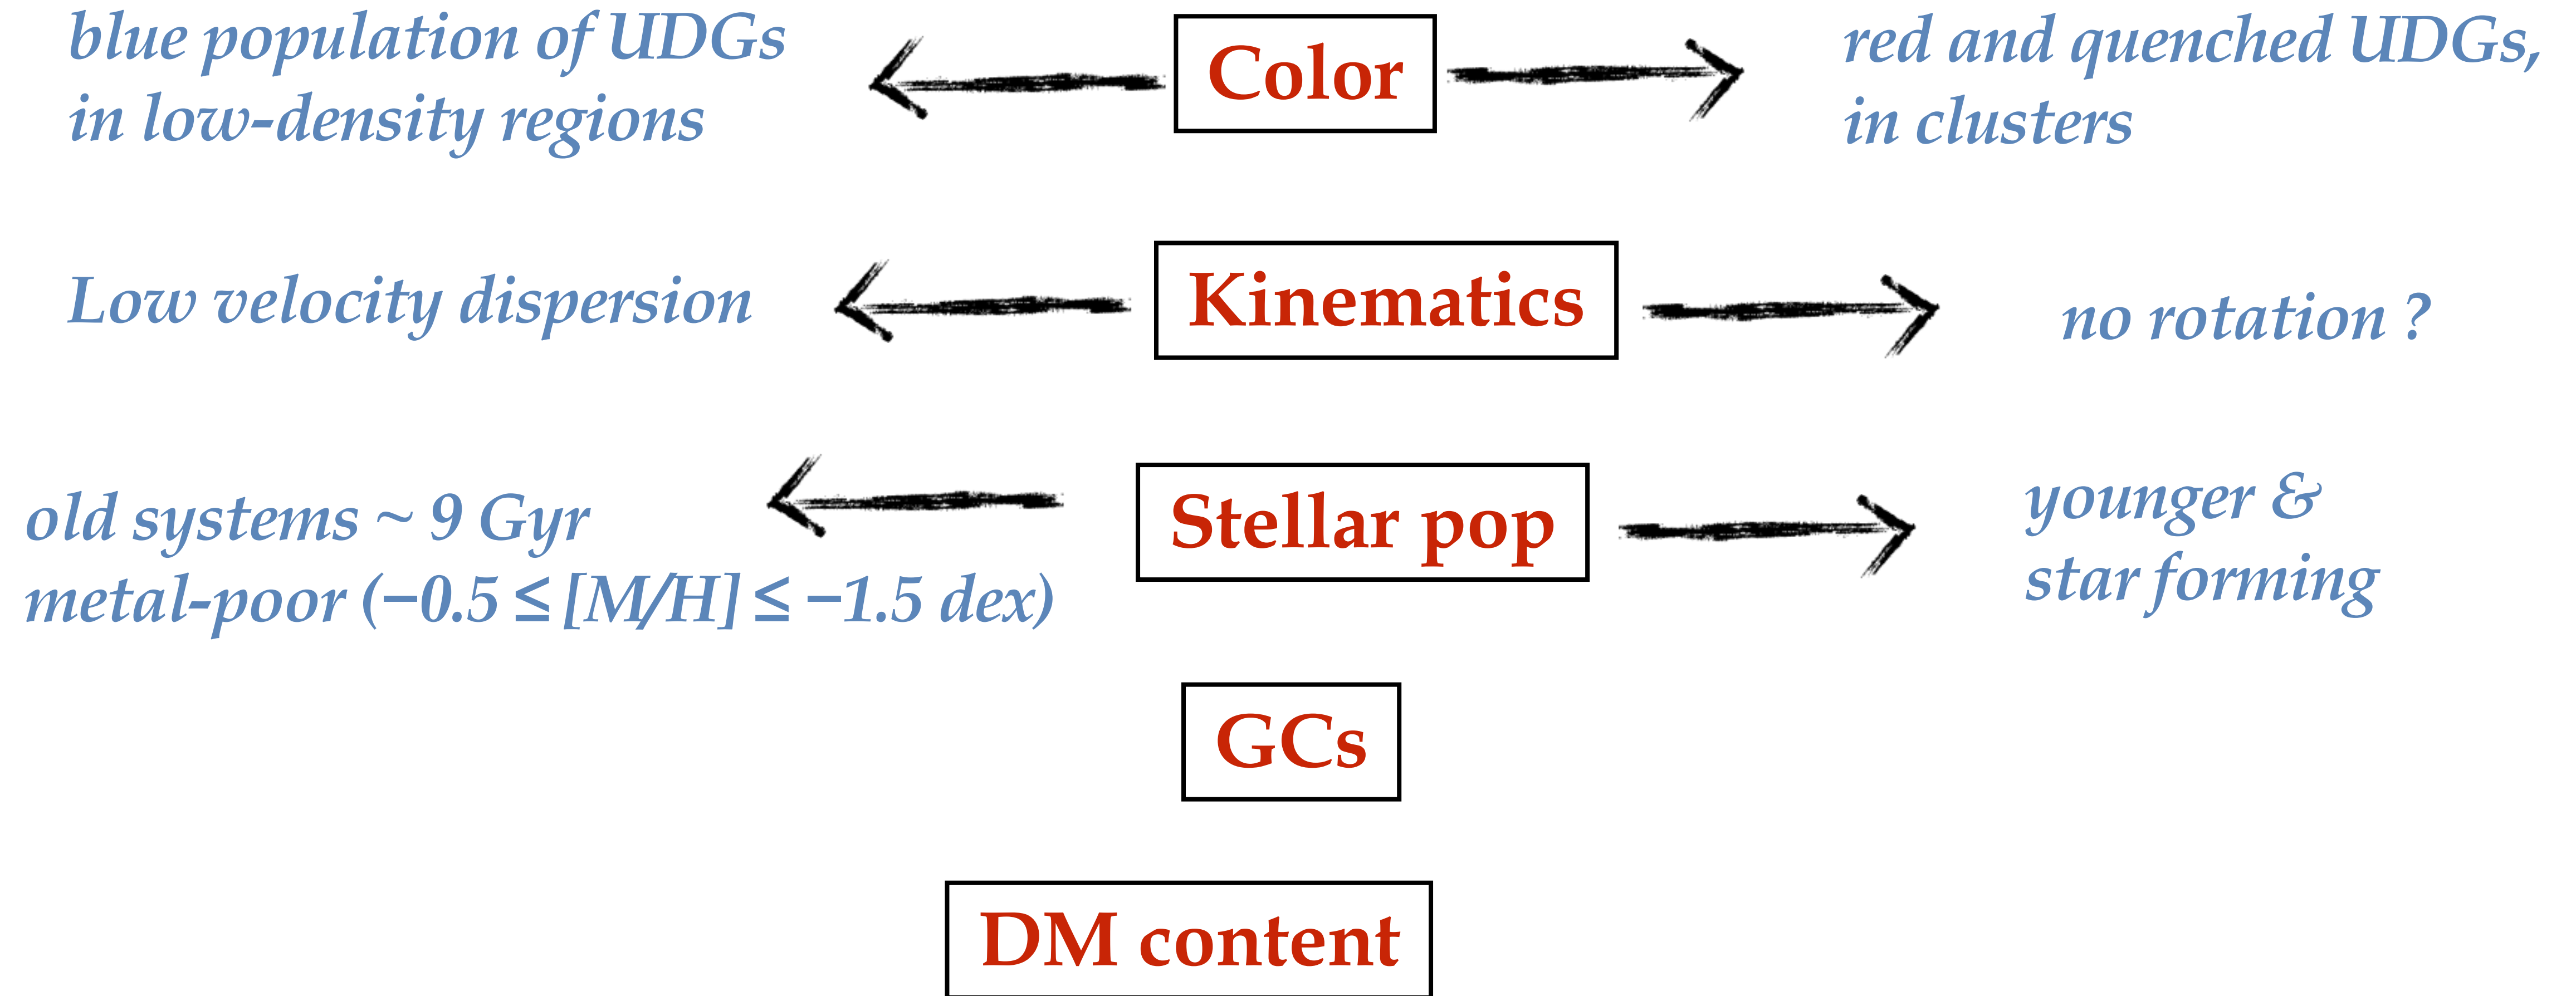 blue population of UDGs
in low-density regions
Color
red and quenched UDGs,
in clusters
Low velocity dispersion
Kinematics
no rotation ?
old systems ~ 9 Gyr
metal-poor (−0.5 ≤ [M/H] ≤ −1.5 dex)
Stellar pop
younger &
star forming
GCs
DM content